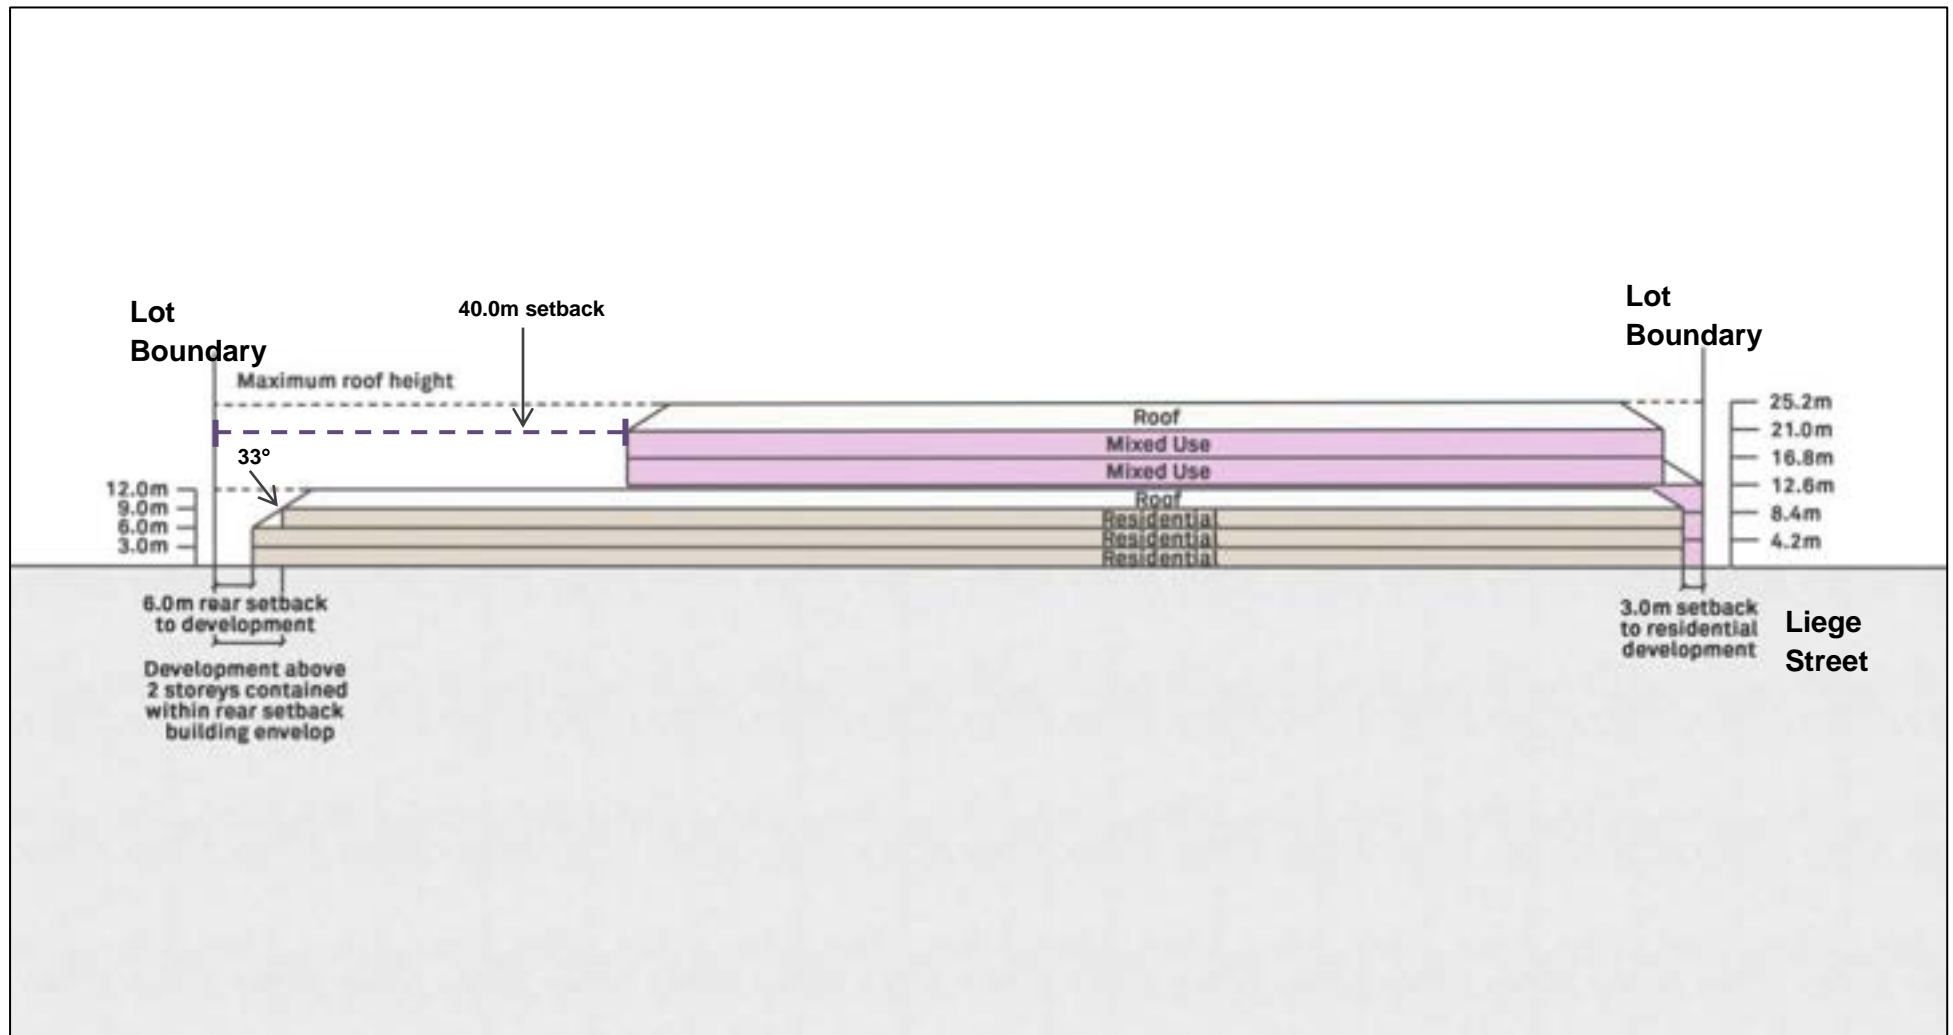 Lot
Boundary
40.0m setback
Lot
Boundary
Maximum roof height
33°
Roof
Mixed Use
Mixed Use
Roof
Residential
Residential
Residential
12.0m
9.0m
6.0m
3.0m
25.2m
21.0m
16.8m
12.6m
8.4m
4.2m
6.0m rear setback
to development
Development above
2 storeys contained
within rear setback
building envelop
3.0m setback
to residential
development
Liege
Street